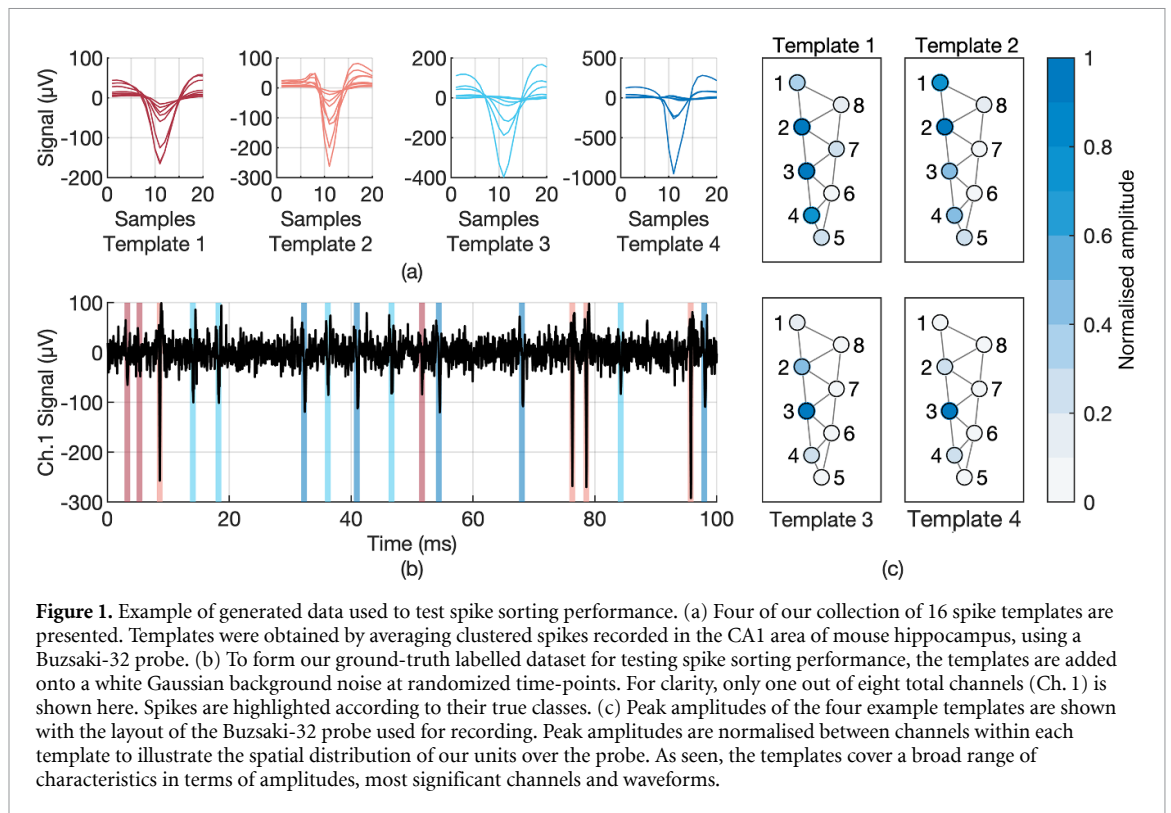 100
0
-100
-200
0 10 20
Signal (µV)
Samples
Template 1
100
0
-100
-200
-300
0 10 20
Samples
Template 2
200
0
-200
-400
0 10 20
Samples
Template 3
500
0
-500
-1000
0 10 20
Samples
Template 4
(a)
100
0
-100
-200
-300
Ch.1 Signal (µV)
0 20 40 60 80 100
Time (ms)
(b)
Template 1
1
2
3
4
5
6
7
8
Template 2
1
2
3
4
5
6
7
8
1
2
3
4
5
6
7
8
Template 3
1
2
3
4
5
6
7
8
Template 4
(c)
1
0.8
0.6
0.4
0.2
0
Normalised amplitude
Figure 1. Example of generated data used to test spike sorting performance. (a) Four of our collection of 16 spike templates are
presented. Templates were obtained by averaging clustered spikes recorded in the CA1 area of mouse hippocampus, using a
Buzsaki-32 probe. (b) To form our ground-truth labelled dataset for testing spike sorting performance, the templates are added
onto a white Gaussian background noise at randomized time-points. For clarity, only one out of eight total channels (Ch. 1) is
shown here. Spikes are highlighted according to their true classes. (c) Peak amplitudes of the four example templates are shown
with the layout of the Buzsaki-32 probe used for recording. Peak amplitudes are normalised between channels within each
template to illustrate the spatial distribution of our units over the probe. As seen, the templates cover a broad range of
characteristics in terms of amplitudes, most significant channels and waveforms.